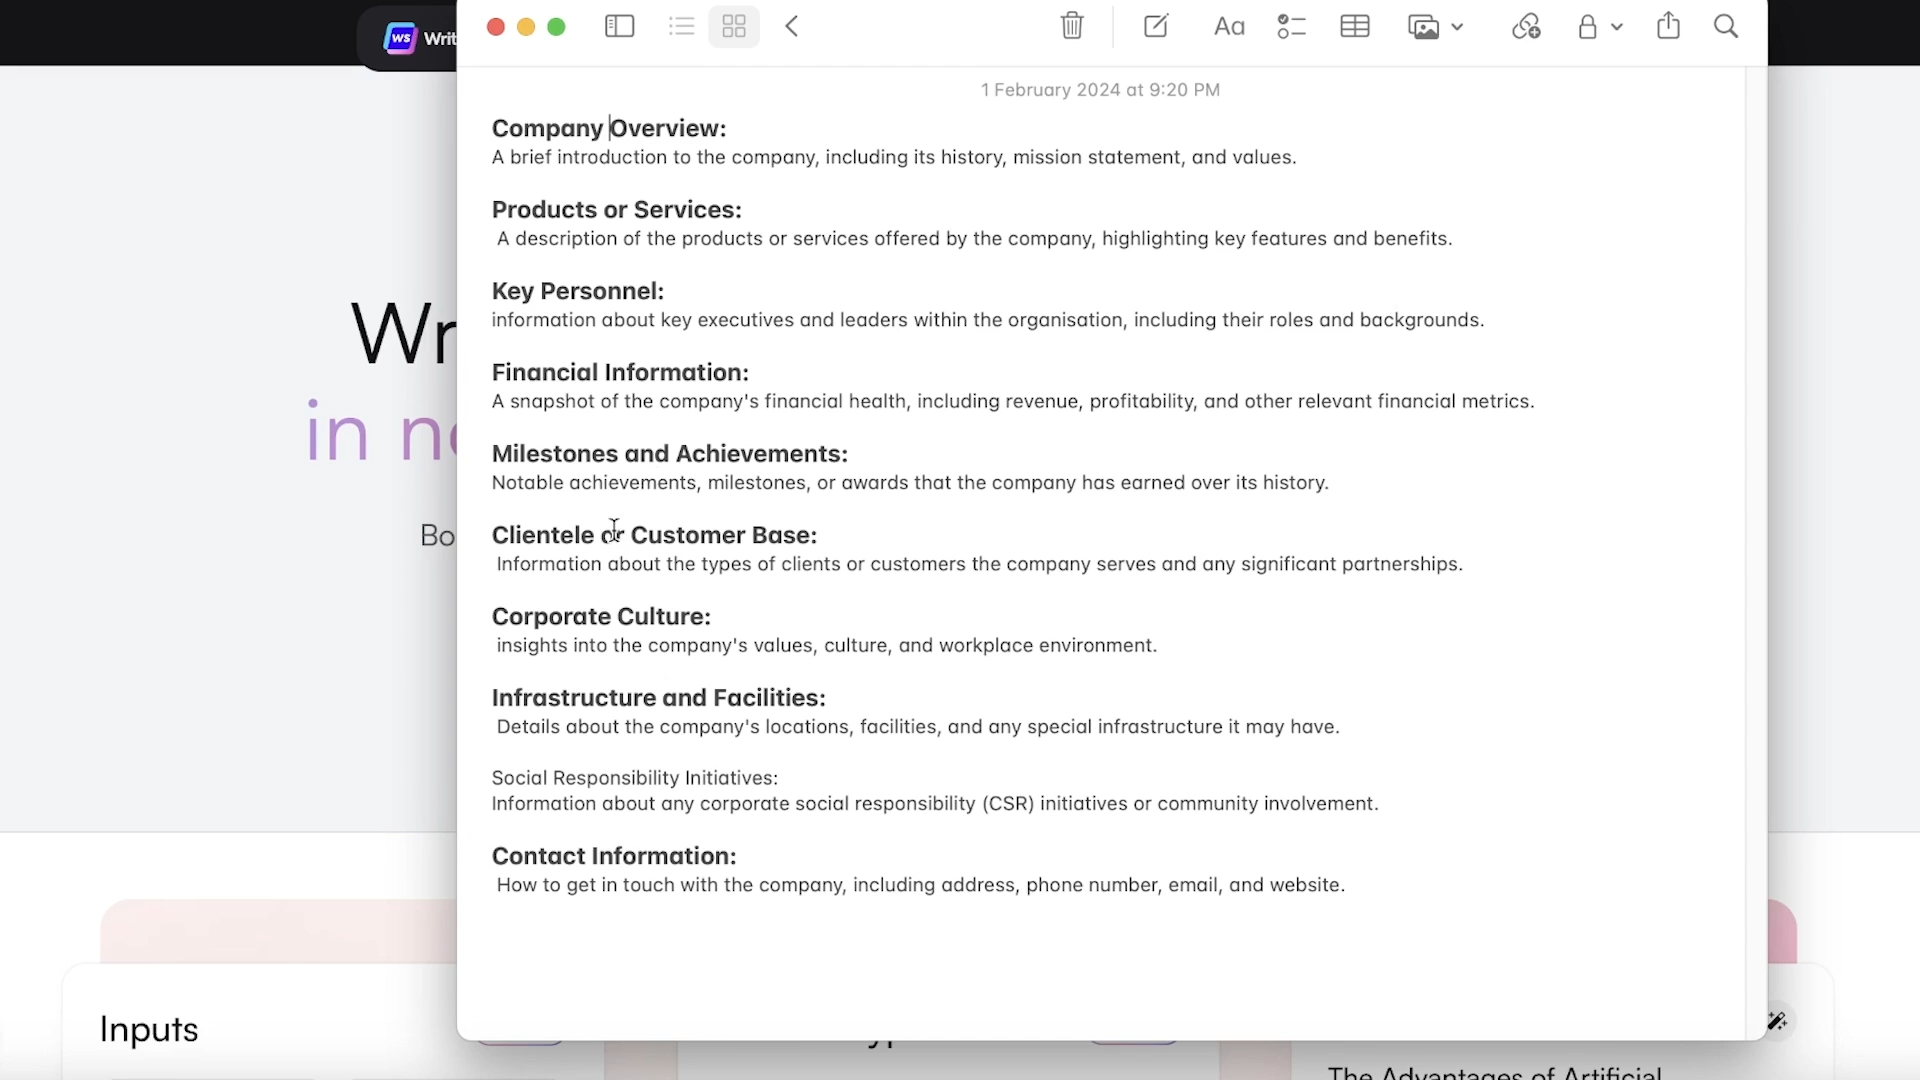 WS Writ
1 February 2024 at 9:20 PM
Company Overview:
A brief introduction to the company, including its history, mission statement, and values.
Products or Services:
A description of the products or services offered by the company, highlighting key features and benefits.
Key Personnel:
information about key executives and leaders within the organisation, including their roles and backgrounds.
Financial Information:
A snapshot of the company's financial health, including revenue, profitability, and other relevant financial metrics.
Milestones and Achievements:
Notable achievements, milestones, or awards that the company has earned over its history.
Clientele or Customer Base:
Information about the types of clients or customers the company serves and any significant partnerships.
Corporate Culture:
insights into the company's values, culture, and workplace environment.
Infrastructure and Facilities:
Details about the company's locations, facilities, and any special infrastructure it may have.
Social Responsibility Initiatives:
Information about any corporate social responsibility (CSR) initiatives or community involvement.
Contact Information:
How to get in touch with the company, including address, phone number, email, and website.
Wr
in n
Bo
Inputs
The Advantages of Artificial